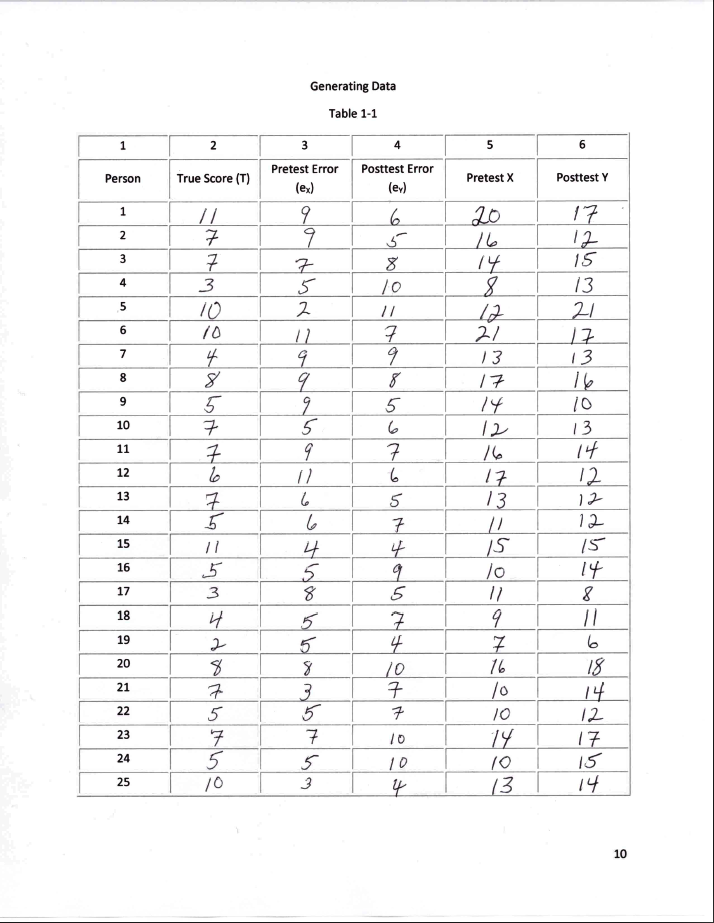 Generating Data
Table 1-1
1 2 3 4 5 6
Person True Score (T) Pretest Error (eX) Posttest Error (eY) Pretest X Posttest Y
1 11 9 6 20 17
2 7 9 5 16 12
3 7 7 8 14 15
4 3 5 10 8 13
5 10 2 11 12 21
6 10 11 7 21 17
7 4 9 9 13 13
8 8 9 8 17 16
9 5 9 5 14 10
10 7 5 6 12 13
11 7 9 7 16 14
12 6 11 6 17 12
13 7 6 5 13 12
14 5 6 7 11 12
15 11 4 4 15 15
16 5 5 9 10 14
17 3 8 5 11 8
18 4 5 7 9 11
19 2 5 4 7 6
20 8 8 10 16 18
21 7 3 7 10 14
22 5 5 7 10 12
23 7 7 10 14 17
24 5 5 10 10 15
25 10 3 4 13 14
10